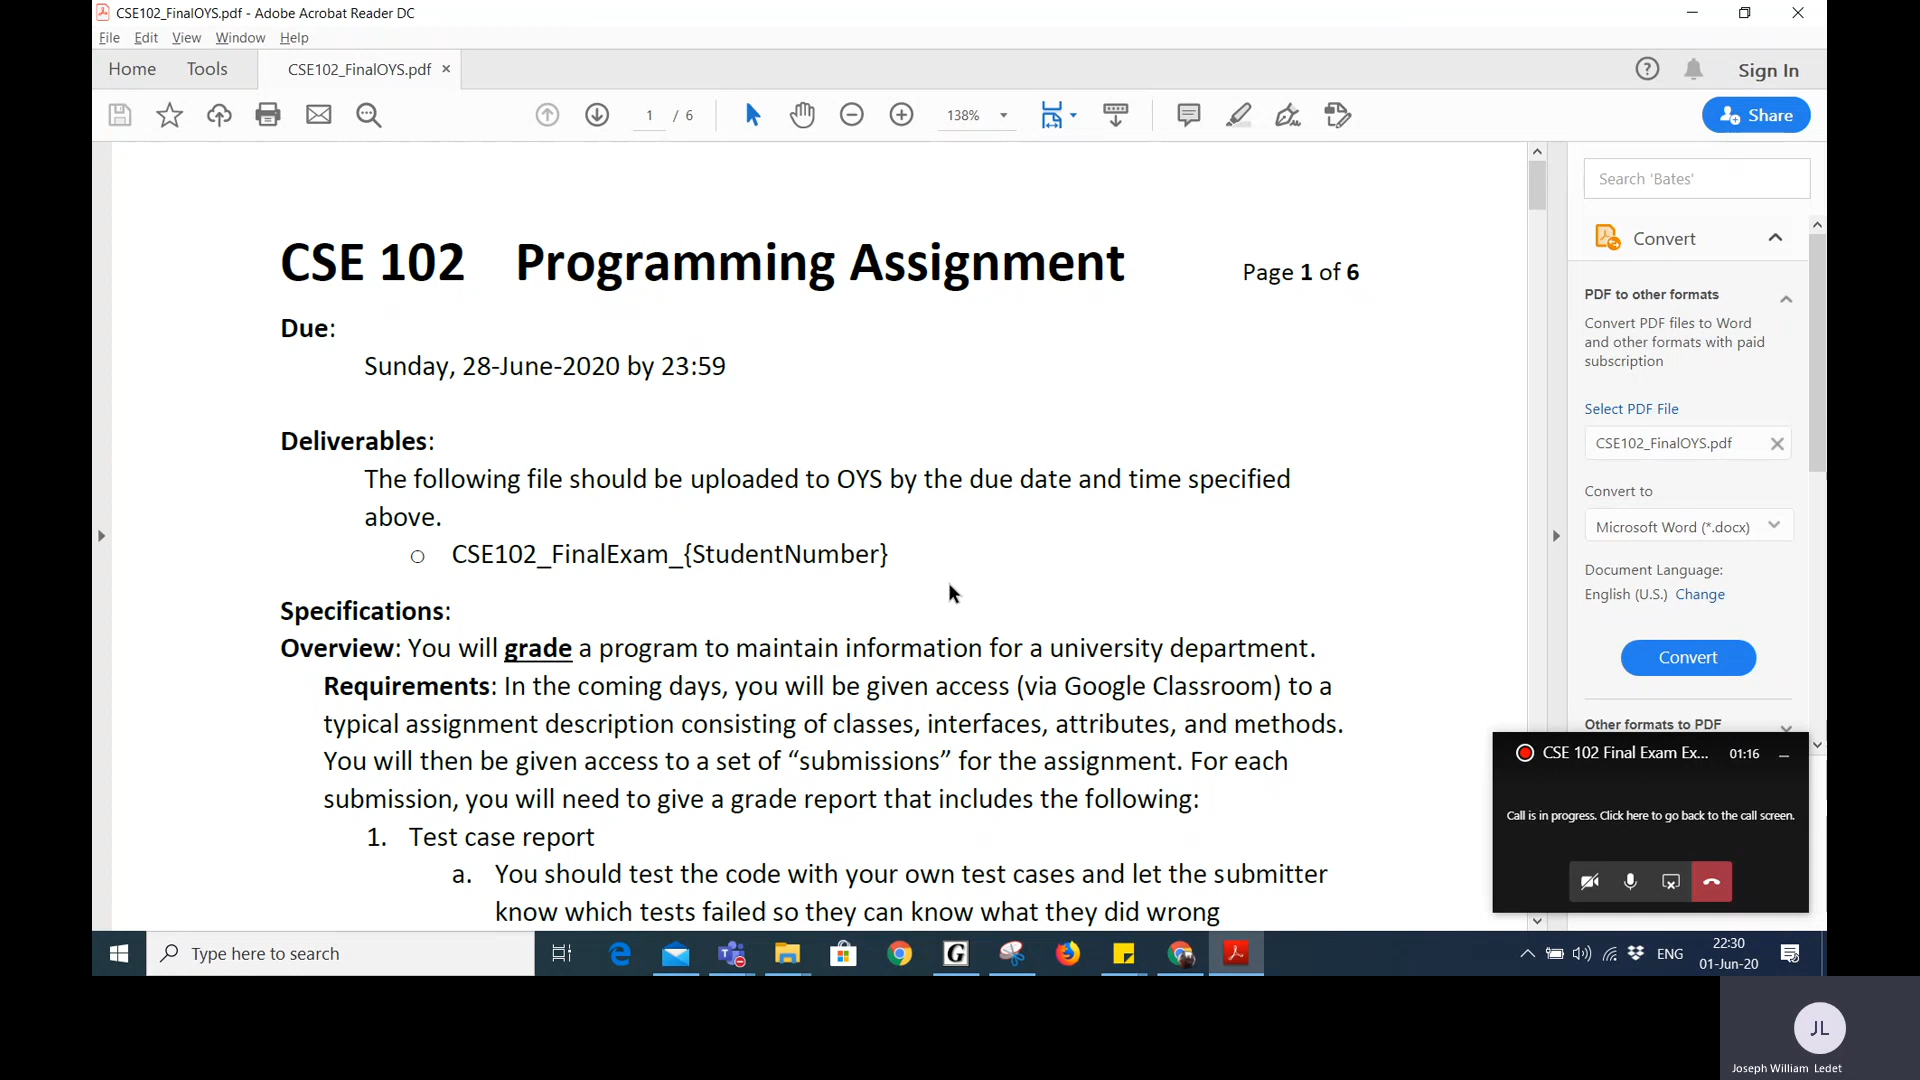 CSE102_FinalOYS.pdf - Adobe Acrobat Reader DC
File Edit View Window Help
Home Tools CSE102_FinalOYS.pdf × Sign In
1 / 6 138% Share
Search 'Bates'
Convert
PDF to other formats
Convert PDF files to Word
and other formats with paid
subscription
Select PDF File
CSE102_FinalOYS.pdf
Convert to
Microsoft Word (*.docx)
Document Language:
English (U.S.) Change
Convert
Other formats to PDF
CSE 102 Programming Assignment Page 1 of 6
Due:
Sunday, 28-June-2020 by 23:59
Deliverables:
The following file should be uploaded to OYS by the due date and time specified
above.
○ CSE102_FinalExam_{StudentNumber}
Specifications:
Overview: You will grade a program to maintain information for a university department.
Requirements: In the coming days, you will be given access (via Google Classroom) to a
typical assignment description consisting of classes, interfaces, attributes, and methods.
You will then be given access to a set of “submissions” for the assignment. For each
submission, you will need to give a grade report that includes the following:
1. Test case report
a. You should test the code with your own test cases and let the submitter
know which tests failed so they can know what they did wrong
CSE 102 Final Exam Ex... 01:16
Call is in progress. Click here to go back to the call screen.
Type here to search
ENG
22:30
01-Jun-20
JL
Joseph William Ledet